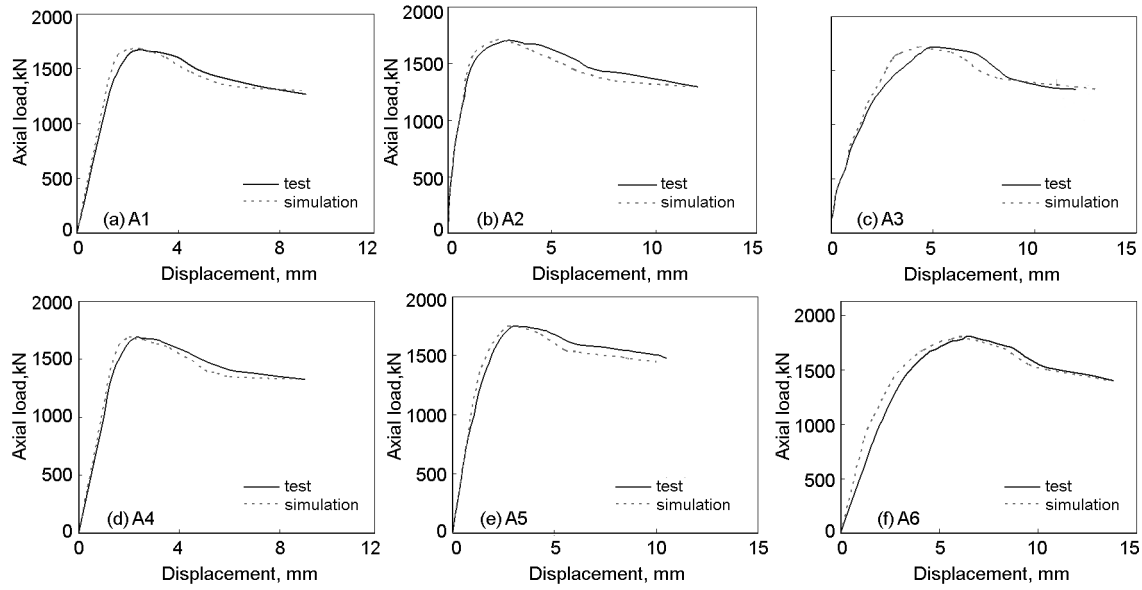 2000
1500
1000
500
0
Axial load,kN
test
simulation
(a) A1
0 4 8 12
Displacement, mm
2000
1500
1000
500
0
Axial load,kN
test
simulation
(b) A2
0 5 10 15
Displacement, mm
test
simulation
(c) A3
0 5 10 15
Displacement, mm
2000
1500
1000
500
0
Axial load,kN
test
simulation
(d) A4
0 4 8 12
Displacement, mm
2000
1500
1000
500
0
Axial load,kN
test
simulation
(e) A5
0 5 10 15
Displacement, mm
2000
1500
1000
500
0
Axial load,kN
test
simulation
(f) A6
0 5 10 15
Displacement, mm